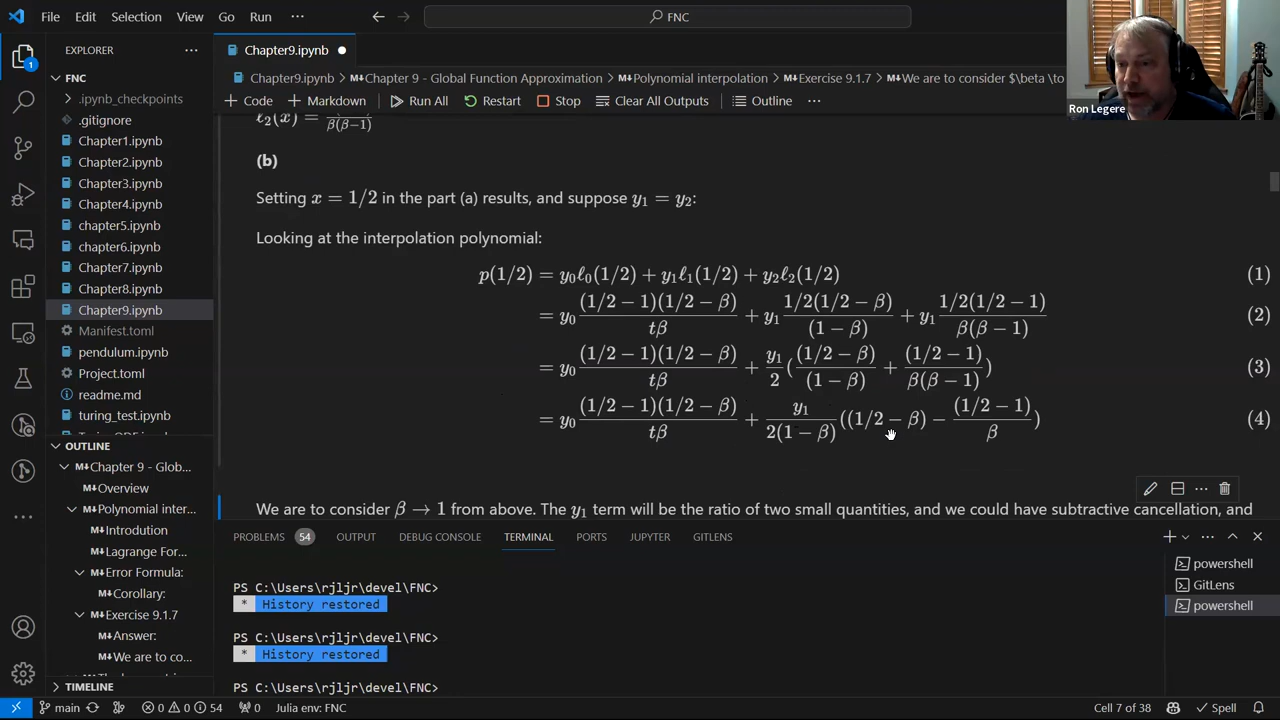 File Edit Selection View Go Run ··· FNC
EXPLORER ···
FNC
.ipynb_checkpoints
.gitignore
Chapter1.ipynb
Chapter2.ipynb
Chapter3.ipynb
Chapter4.ipynb
chapter5.ipynb
chapter6.ipynb
Chapter7.ipynb
Chapter8.ipynb
Chapter9.ipynb
Manifest.toml
pendulum.ipynb
Project.toml
readme.md
turing_test.ipynb
OUTLINE
Chapter 9 - Glob...
Overview
Polynomial inter...
Introdution
Lagrange For...
Error Formula:
Corollary:
Exercise 9.1.7
Answer:
We are to co...
TIMELINE
Chapter9.ipynb
Chapter9.ipynb > Chapter 9 - Global Function Approximation > Polynomial interpolation > Exercise 9.1.7 > We are to consider $\beta \to
+ Code + Markdown Run All Restart Stop Clear All Outputs Outline ···
Ron Legere
ℓ₂(x) = / β(β−1)
(b)
Setting x = 1/2 in the part (a) results, and suppose y₁ = y₂:
Looking at the interpolation polynomial:
p(1/2) = y₀ℓ₀(1/2) + y₁ℓ₁(1/2) + y₂ℓ₂(1/2) (1)
= y₀ (1/2−1)(1/2−β) / tβ + y₁ 1/2(1/2−β) / (1−β) + y₁ 1/2(1/2−1) / β(β−1) (2)
= y₀ (1/2−1)(1/2−β) / tβ + y₁ / 2 ( (1/2−β) / (1−β) + (1/2−1) / β(β−1) ) (3)
= y₀ (1/2−1)(1/2−β) / tβ + y₁ / 2(1−β) ((1/2−β) − (1/2−1) / β ) (4)
We are to consider β → 1 from above. The y₁ term will be the ratio of two small quantities, and we could have subtractive cancellation, and
PROBLEMS 54 OUTPUT DEBUG CONSOLE TERMINAL PORTS JUPYTER GITLENS
PS C:\Users\rjljr\devel\FNC>
* History restored
PS C:\Users\rjljr\devel\FNC>
* History restored
PS C:\Users\rjljr\devel\FNC>
powershell
GitLens
powershell
main 0 0 54 0 Julia env: FNC Cell 7 of 38 Spell